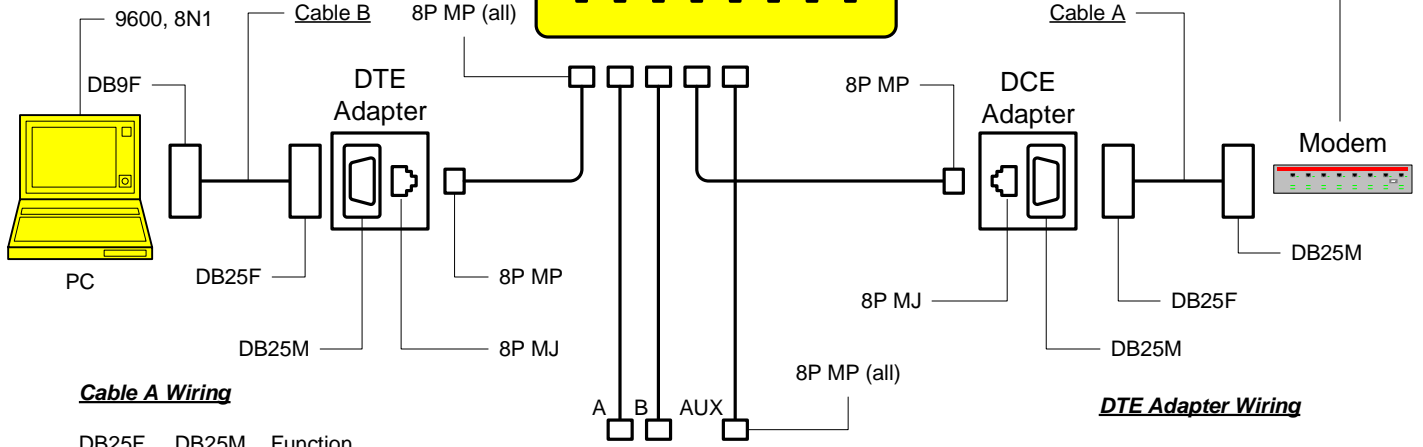 9600, 8N1
Cable B
8P MP (all)
Cable A
DB9F
DTE
Adapter
8P MP
DCE
Adapter
Modem
PC
DB25F
8P MP
DB25M
8P MJ
8P MJ
DB25F
DB25M
DB25M
8P MP (all)
A
B
AUX
Cable A Wiring
DTE Adapter Wiring
DB25F DB25M Function